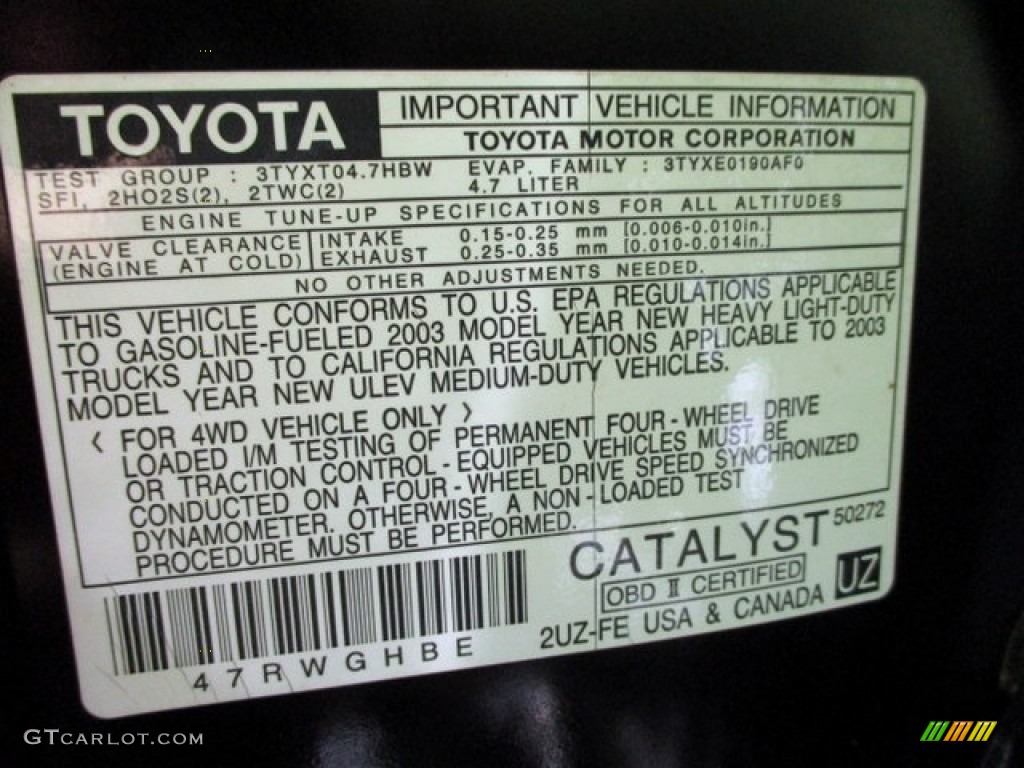 TOYOTA
IMPORTANT VEHICLE INFORMATION
TOYOTA MOTOR CORPORATION
TEST GROUP : 3TYXT04.7HBW EVAP. FAMILY : 3TYXE0190AF0
SFI, 2HO2S(2), 2TWC(2) 4.7 LITER
ENGINE TUNE-UP SPECIFICATIONS FOR ALL ALTITUDES
VALVE CLEARANCE INTAKE 0.15-0.25 mm [0.006-0.010in.]
(ENGINE AT COLD) EXHAUST 0.25-0.35 mm [0.010-0.014in.]
NO OTHER ADJUSTMENTS NEEDED.
THIS VEHICLE CONFORMS TO U.S. EPA REGULATIONS APPLICABLE
TO GASOLINE-FUELED 2003 MODEL YEAR NEW HEAVY LIGHT-DUTY
TRUCKS AND TO CALIFORNIA REGULATIONS APPLICABLE TO 2003
MODEL YEAR NEW ULEV MEDIUM-DUTY VEHICLES.
< FOR 4WD VEHICLE ONLY >
LOADED I/M TESTING OF PERMANENT FOUR-WHEEL DRIVE
OR TRACTION CONTROL-EQUIPPED VEHICLES MUST BE
CONDUCTED ON A FOUR-WHEEL DRIVE SPEED SYNCHRONIZED
DYNAMOMETER. OTHERWISE, A NON-LOADED TEST
PROCEDURE MUST BE PERFORMED.
CATALYST 50272
OBD II CERTIFIED
UZ
2UZ-FE USA & CANADA
47RWGHBE
GTCARLOT.COM